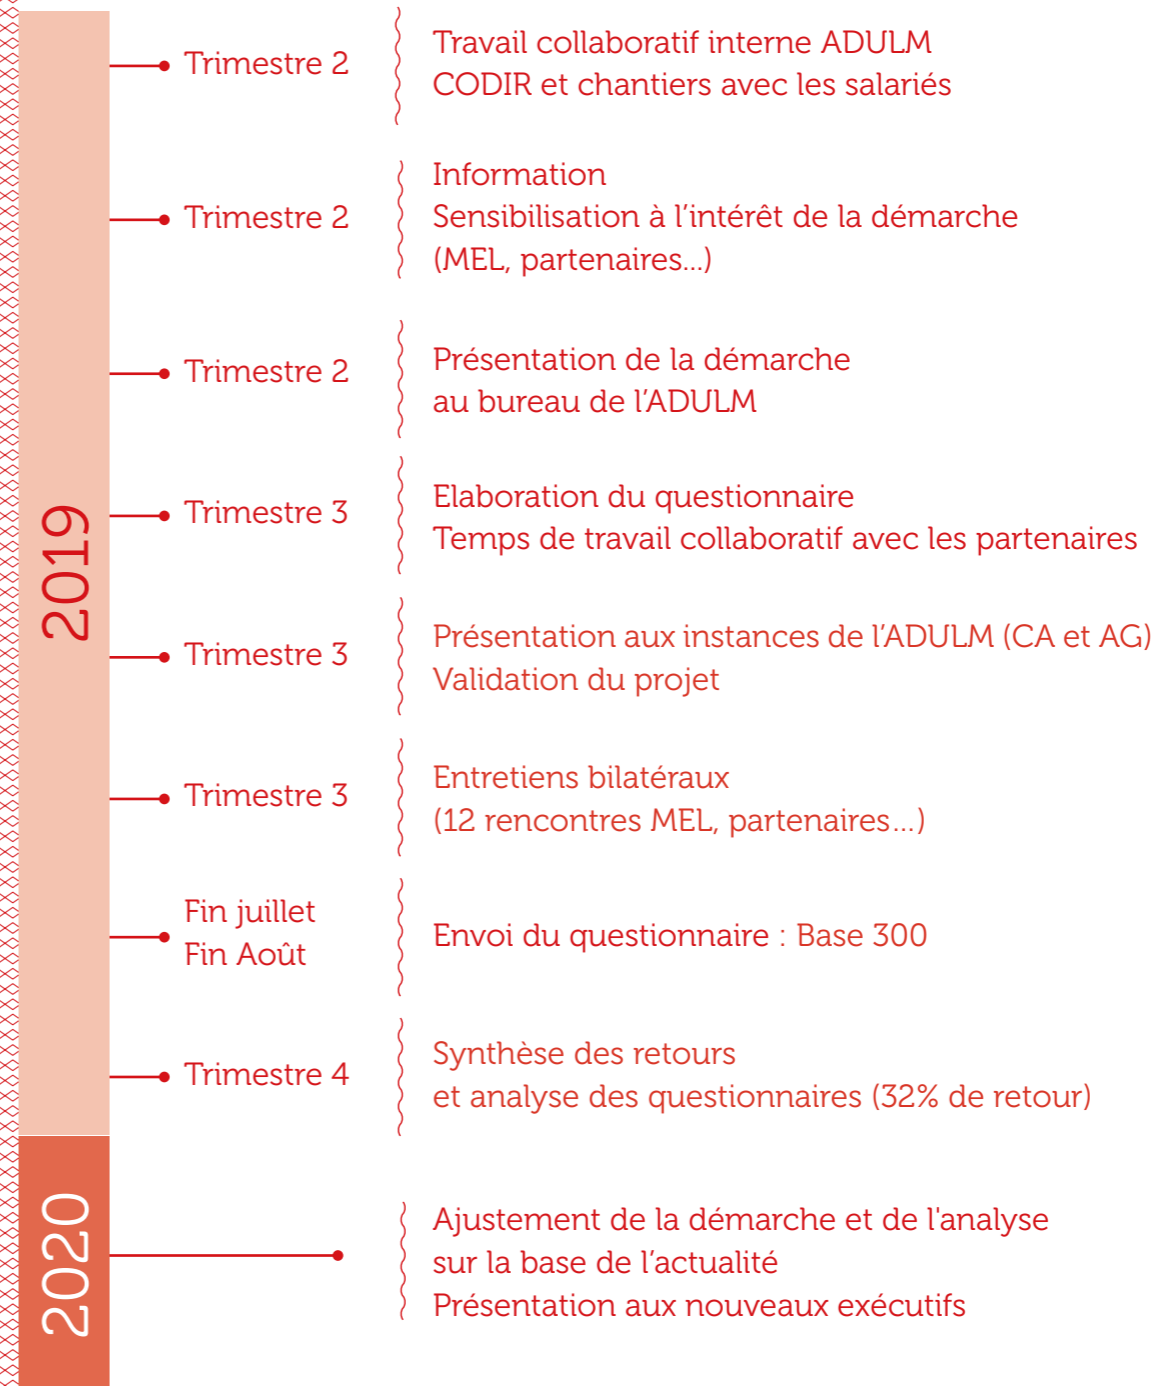 2019
Trimestre 2
Travail collaboratif interne ADULM
CODIR et chantiers avec les salariés
Trimestre 2
Information
Sensibilisation à l’intérêt de la démarche
(MEL, partenaires...)
Trimestre 2
Présentation de la démarche
au bureau de l’ADULM
Trimestre 3
Elaboration du questionnaire
Temps de travail collaboratif avec les partenaires
Trimestre 3
Présentation aux instances de l’ADULM (CA et AG)
Validation du projet
Trimestre 3
Entretiens bilatéraux
(12 rencontres MEL, partenaires...)
Fin juillet
Fin Août
Envoi du questionnaire : Base 300
Trimestre 4
Synthèse des retours
et analyse des questionnaires (32% de retour)
2020
Ajustement de la démarche et de l'analyse
sur la base de l’actualité
Présentation aux nouveaux exécutifs